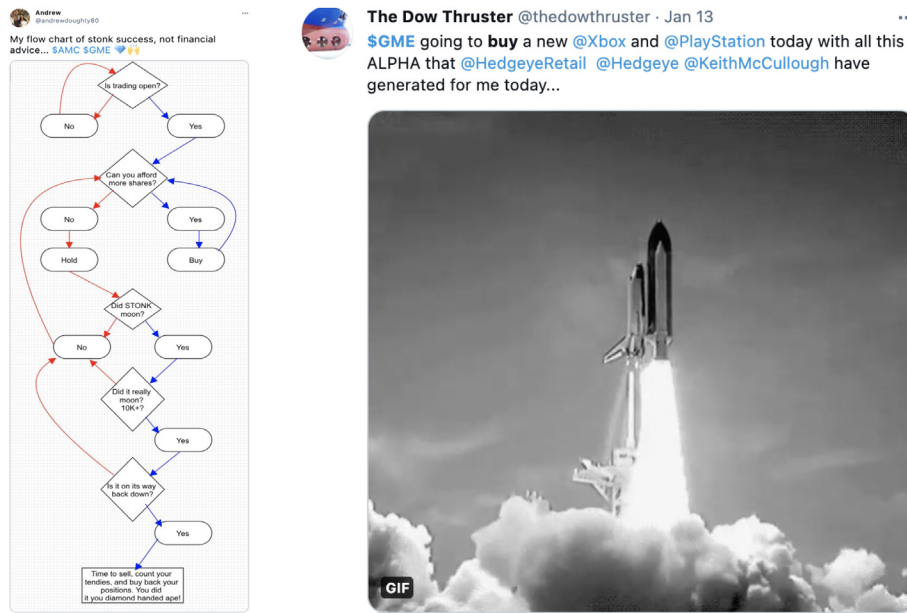 Andrew
@andrewdoughty80
My flow chart of stonk success, not financial
advice... $AMC $GME 💎🙌
Is trading open?
No
Yes
Can you afford
more shares?
No
Yes
Hold
Buy
Did STONK
moon?
No
Yes
Did it really
moon?
10K+?
Yes
Is it on its way
back down?
Yes
Time to sell, count your
tendies, and buy back your
positions. You did
it you diamond handed ape!
The Dow Thruster @thedowthruster · Jan 13
$GME going to buy a new @Xbox and @PlayStation today with all this
ALPHA that @HedgeyeRetail @Hedgeye @KeithMcCullough have
generated for me today...
GIF